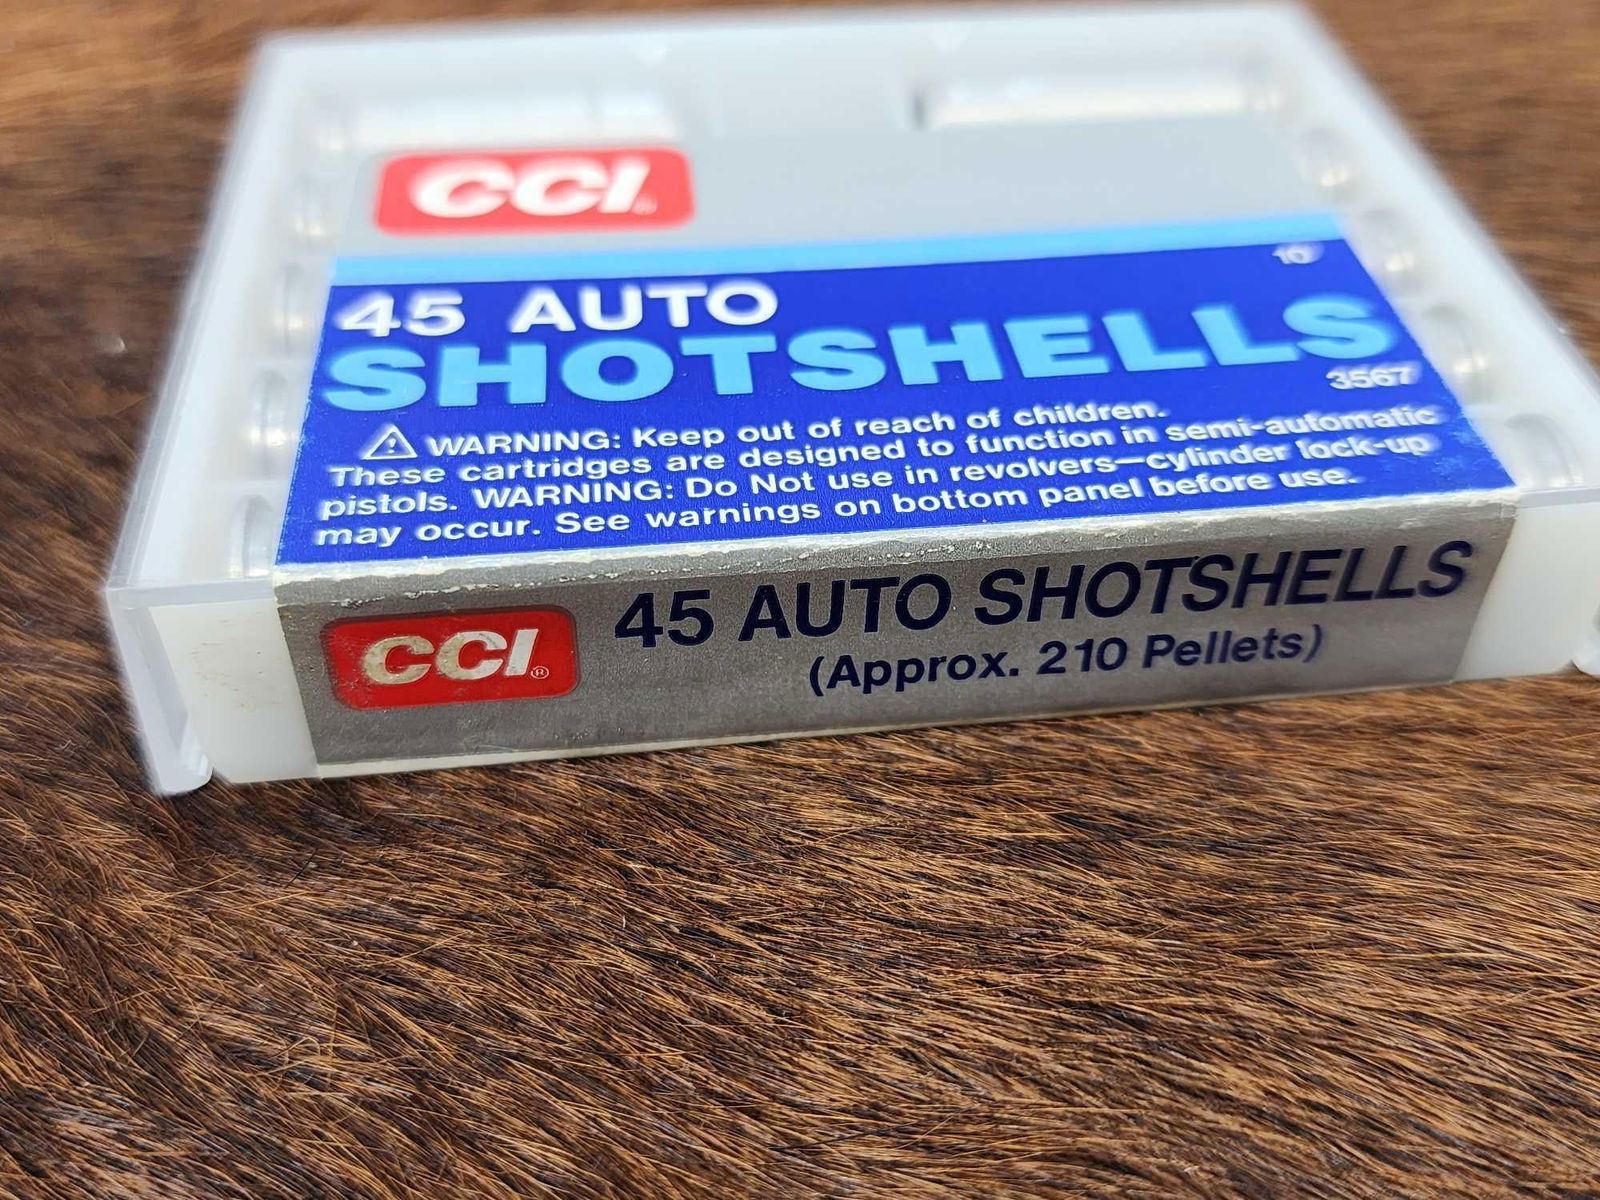 CCI®
10
45 AUTO
SHOTSHELLS
3567
WARNING: Keep out of reach of children.
These cartridges are designed to function in semi-automatic
pistols. WARNING: Do Not use in revolvers—cylinder lock-up
may occur. See warnings on bottom panel before use.
CCI®
45 AUTO SHOTSHELLS
(Approx. 210 Pellets)